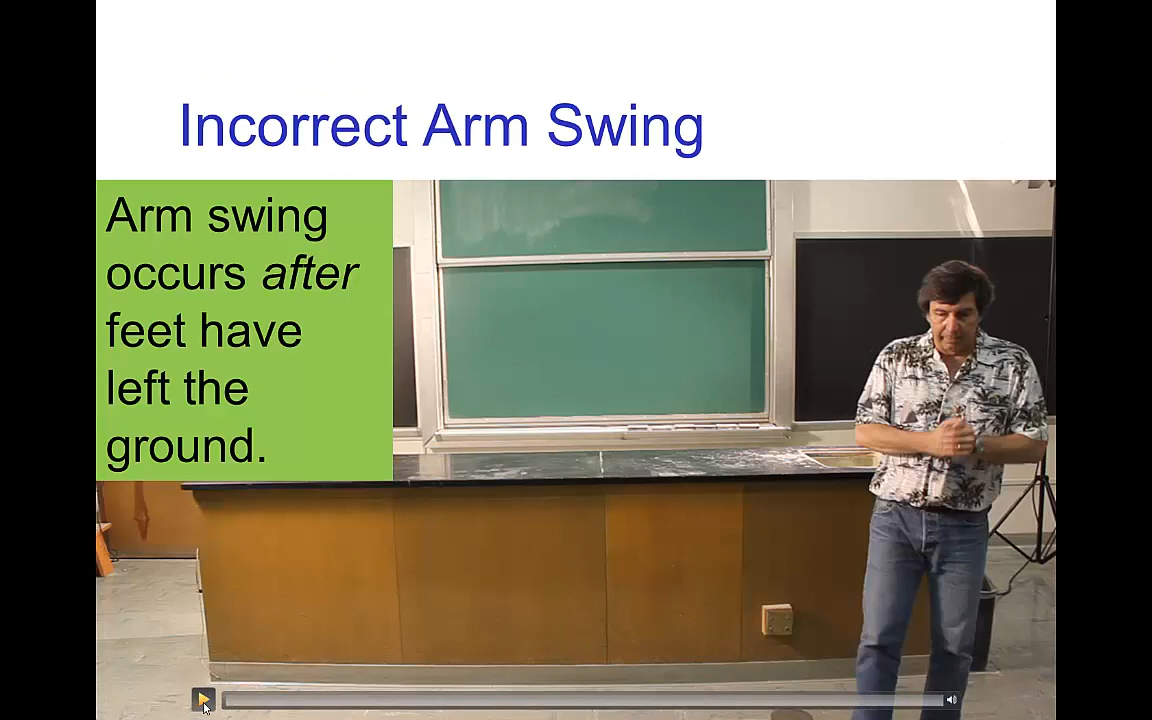 Incorrect Arm Swing
Arm swing
occurs after
feet have
left the
ground.